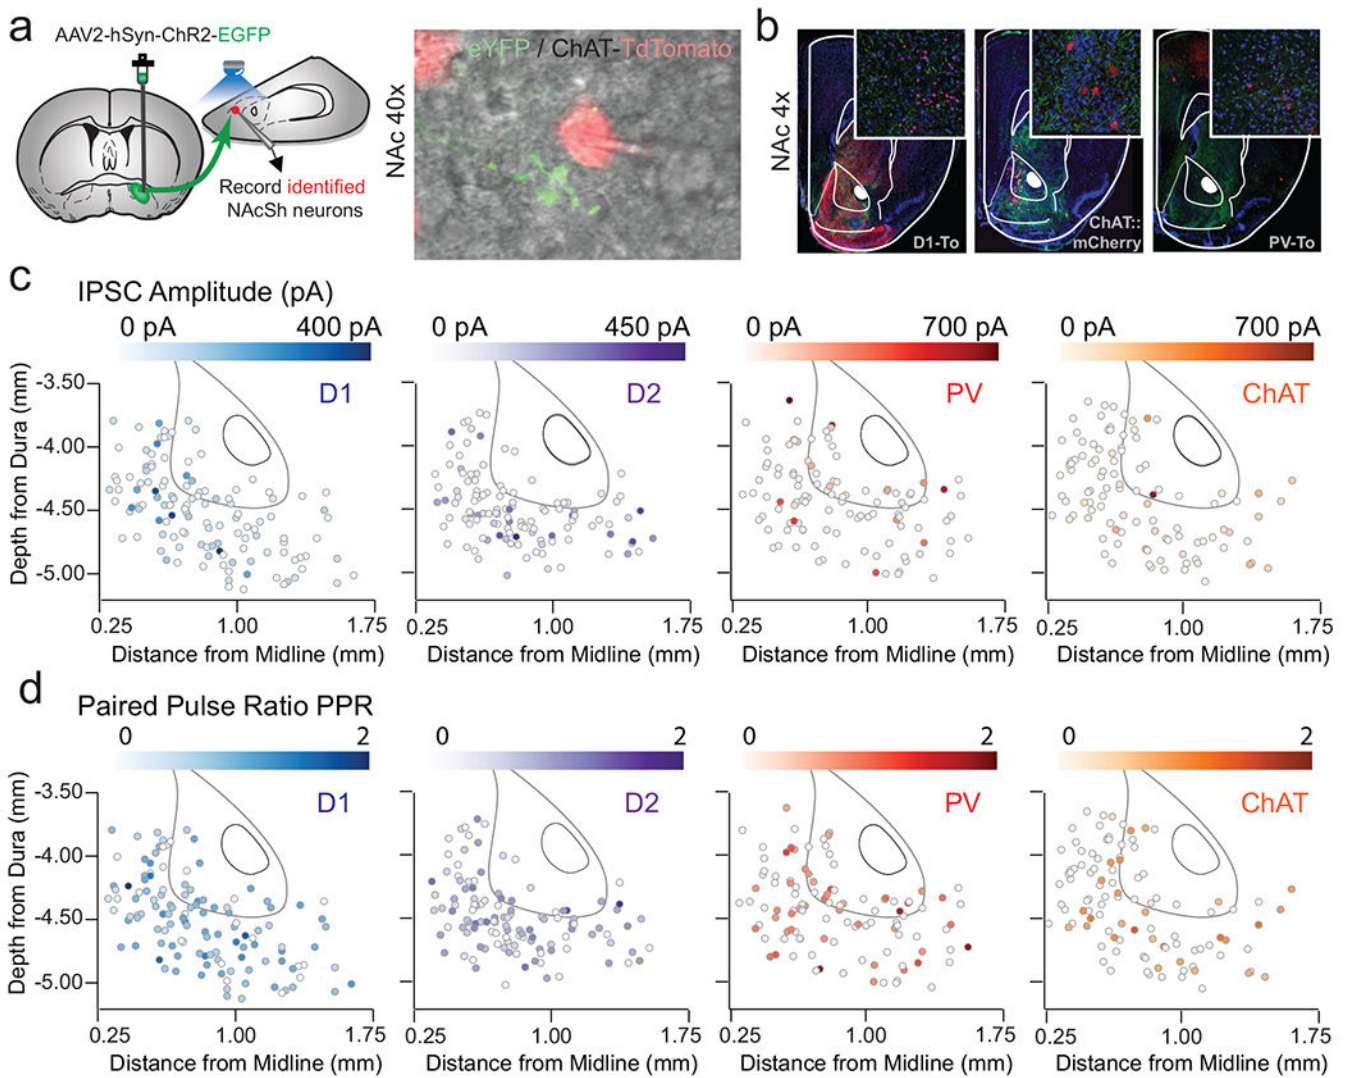 a
AAV2-hSyn-ChR2-EGFP
Record identified
NAcSh neurons
NAc 40x
eYFP / ChAT-TdTomato
b
NAc 4x
D1-To
ChAT::
mCherry
PV-To
c
IPSC Amplitude (pA)
0 pA 400 pA
0 pA 450 pA
0 pA 700 pA
0 pA 700 pA
D1
D2
PV
ChAT
Depth from Dura (mm)
-3.50
-4.00
-4.50
-5.00
0.25 1.00 1.75
0.25 1.00 1.75
0.25 1.00 1.75
0.25 1.00 1.75
Distance from Midline (mm)
Distance from Midline (mm)
Distance from Midline (mm)
Distance from Midline (mm)
d
Paired Pulse Ratio PPR
0 2
0 2
0 2
0 2
D1
D2
PV
ChAT
Depth from Dura (mm)
-3.50
-4.00
-4.50
-5.00
0.25 1.00 1.75
0.25 1.00 1.75
0.25 1.00 1.75
0.25 1.00 1.75
Distance from Midline (mm)
Distance from Midline (mm)
Distance from Midline (mm)
Distance from Midline (mm)